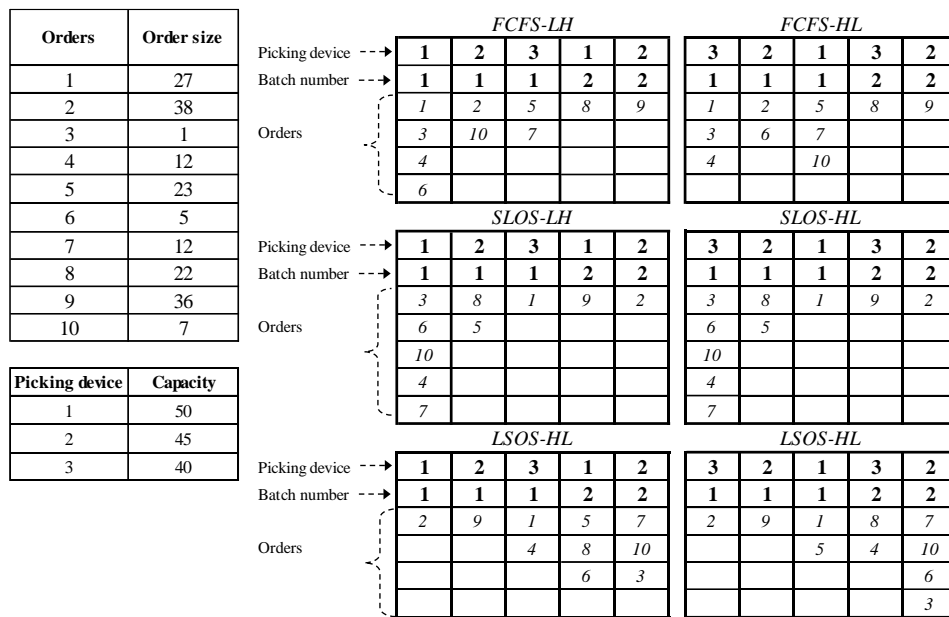 Orders Order size
1 27
2 38
3 1
4 12
5 23
6 5
7 12
8 22
9 36
10 7
Picking device Capacity
1 50
2 45
3 40
FCFS-LH
Picking device 1 2 3 1 2
Batch number 1 1 1 2 2
Orders
1 2 5 8 9
3 10 7
4
6
FCFS-HL
3 2 1 3 2
1 1 1 2 2
1 2 5 8 9
3 6 7
4 10
SLOS-LH
Picking device 1 2 3 1 2
Batch number 1 1 1 2 2
Orders
3 8 1 9 2
6 5
10
4
7
SLOS-HL
3 2 1 3 2
1 1 1 2 2
3 8 1 9 2
6 5
10
4
7
LSOS-HL
Picking device 1 2 3 1 2
Batch number 1 1 1 2 2
Orders
2 9 1 5 7
4 8 10
6 3
LSOS-HL
3 2 1 3 2
1 1 1 2 2
2 9 1 8 7
5 4 10
6
3